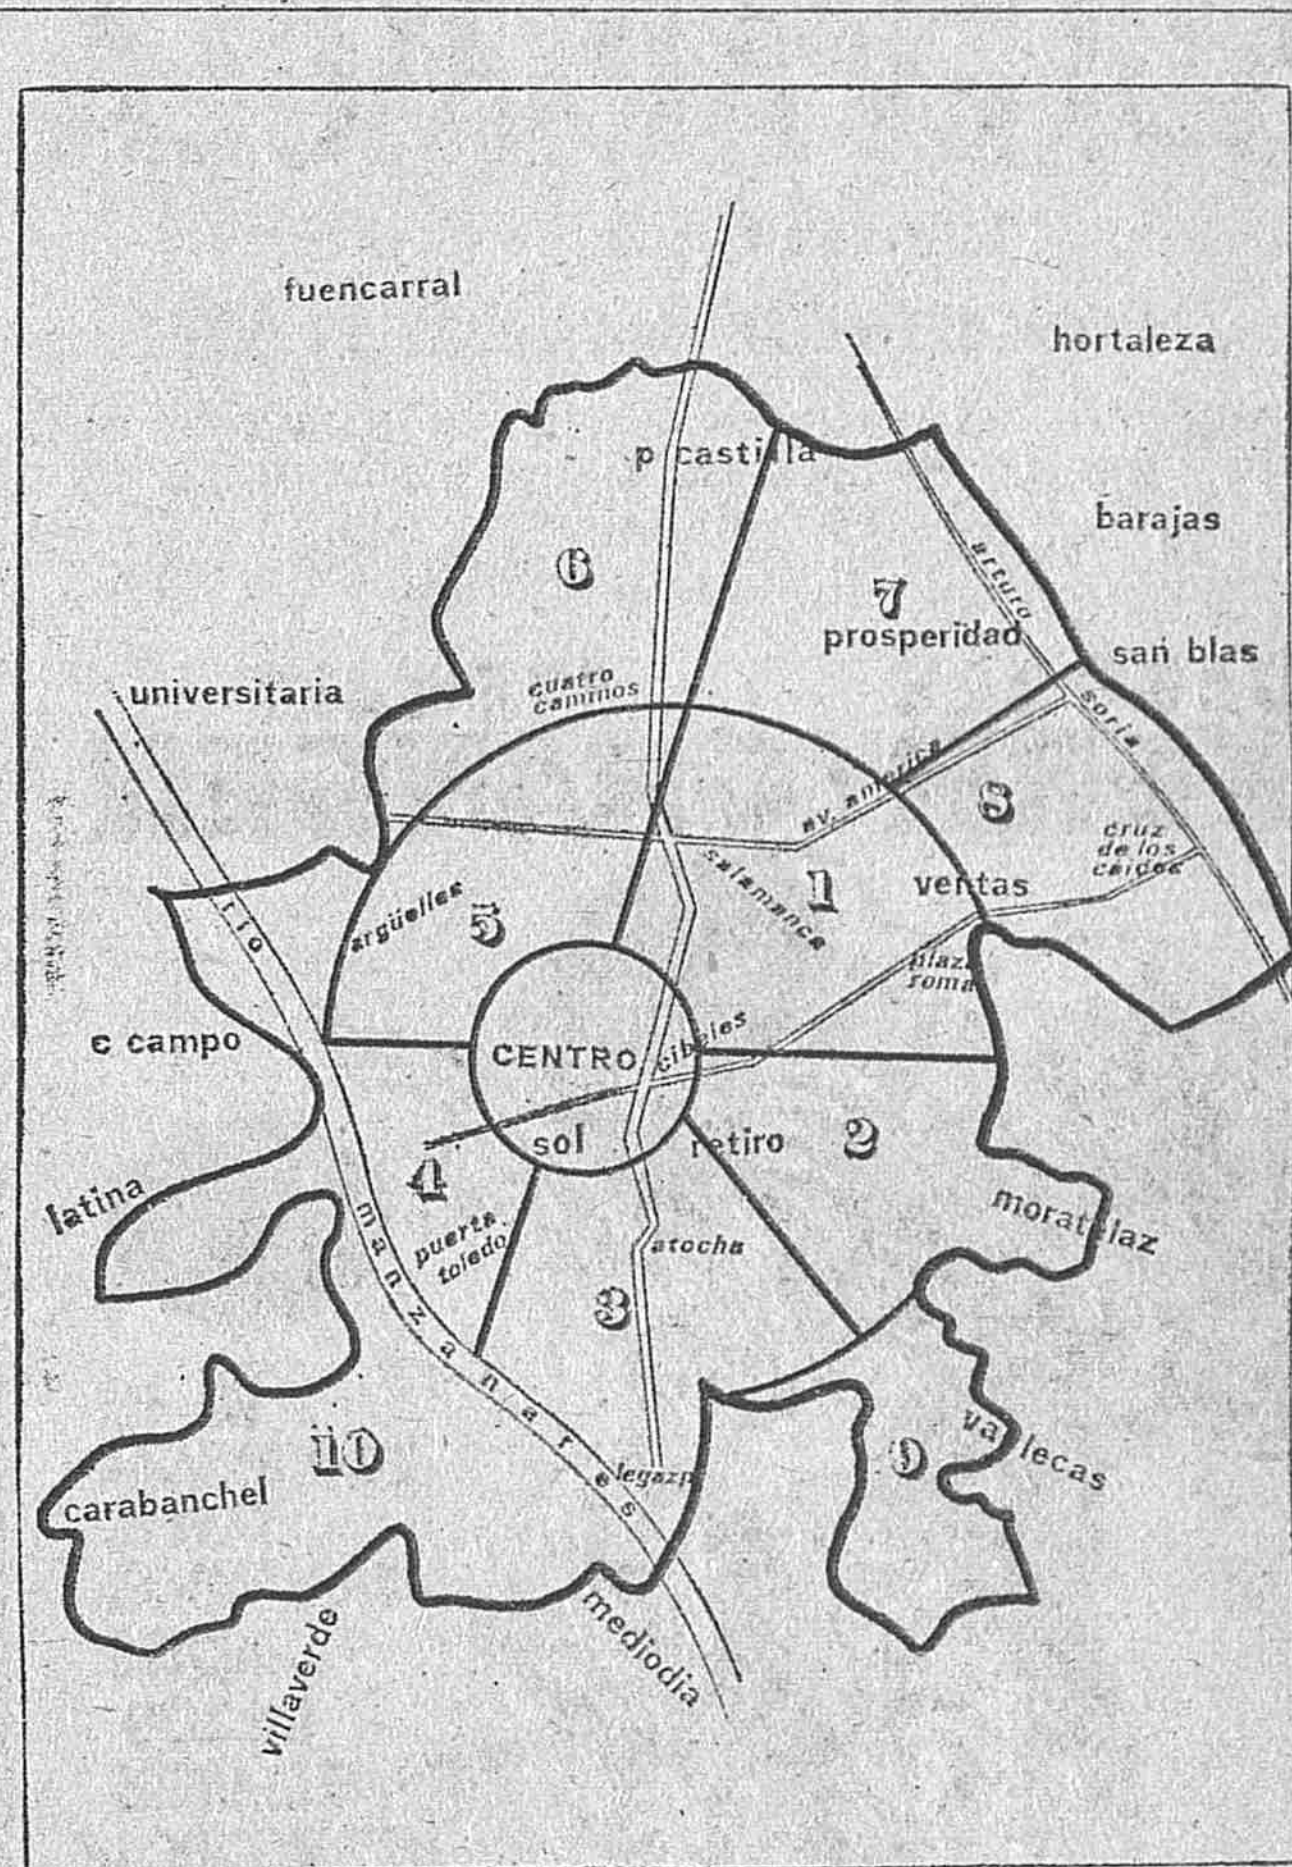 fuencarral
hortaleza
p castilla
barajas
6
arturo
7
prosperidad
san blas
cuatro
caminos
universitaria
soria
av. america
8
cruz
de los
caidos
salamanca
1
ventas
argüelles
5
rio
plaza
roma
c campo
CENTRO
cibeles
sol
retiro
2
4
latina
moratalaz
puerta
toledo
atocha
manzanares
3
10
vallecas
9
legazpi
carabanchel
mediodia
villaverde